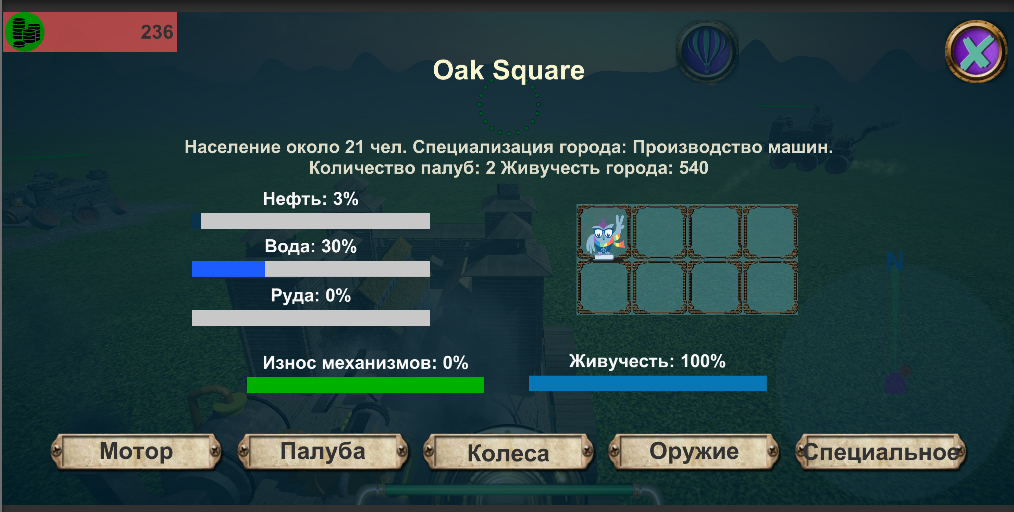 236
Oak Square
Население около 21 чел. Специализация города: Производство машин.
Количество палуб: 2 Живучесть города: 540
Нефть: 3%
Вода: 30%
Руда: 0%
Износ механизмов: 0%
Живучесть: 100%
Мотор
Палуба
Колеса
Оружие
Специальное
N